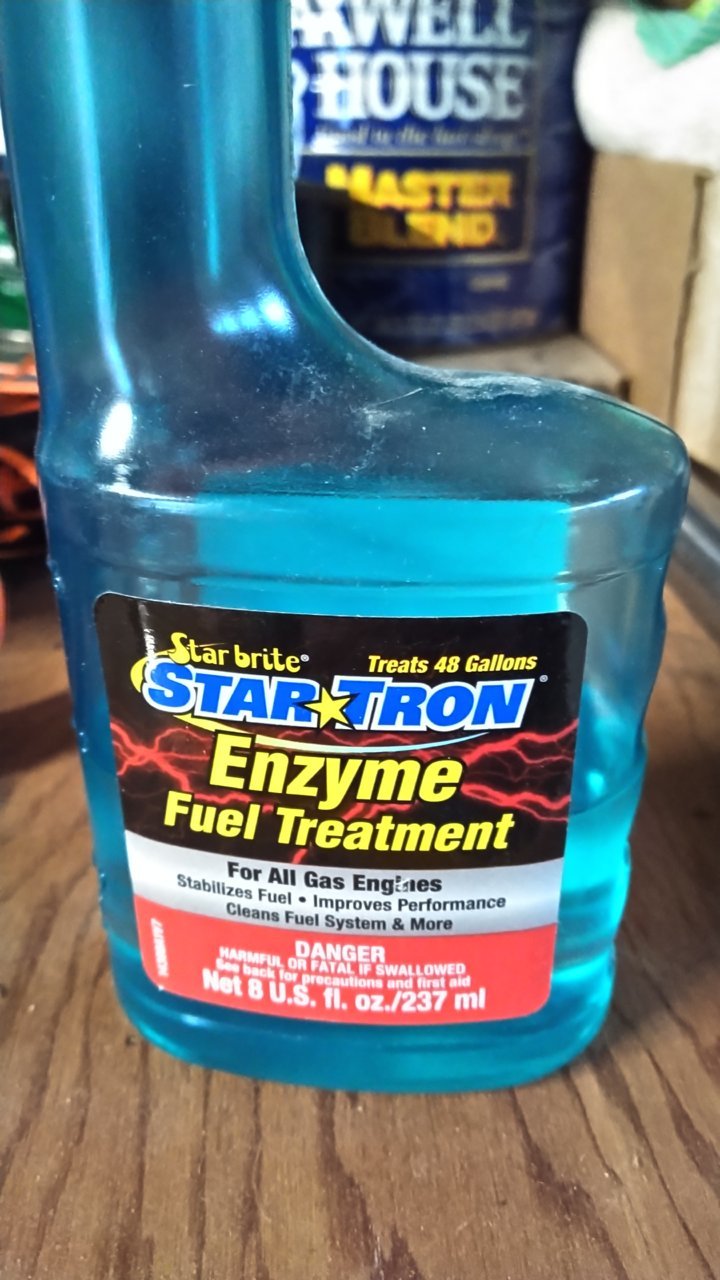 AXWELL
HOUSE
MASTER
BLEND
Star brite®
Treats 48 Gallons
STAR TRON®
Enzyme
Fuel Treatment
For All Gas Engines
Stabilizes Fuel • Improves Performance
Cleans Fuel System & More
DANGER
HARMFUL OR FATAL IF SWALLOWED
See back for precautions and first aid
Net 8 U.S. fl. oz./237 ml